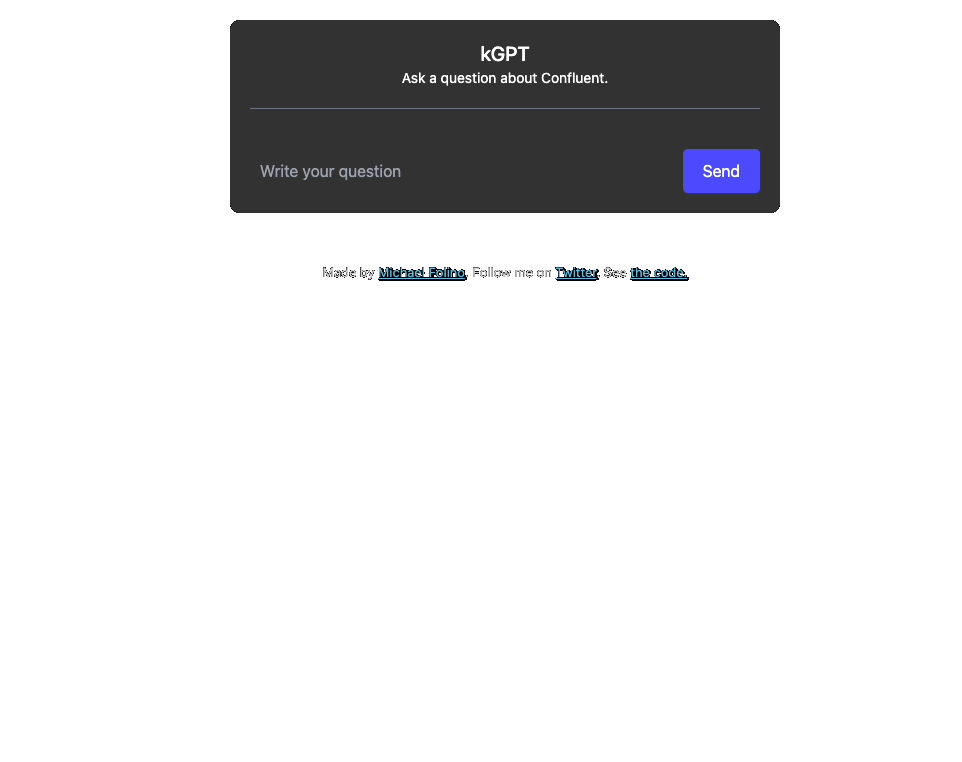 kGPT
Ask a question about Confluent.
Write your question
Send
Made by Michael Folino. Follow me on Twitter. See the code.